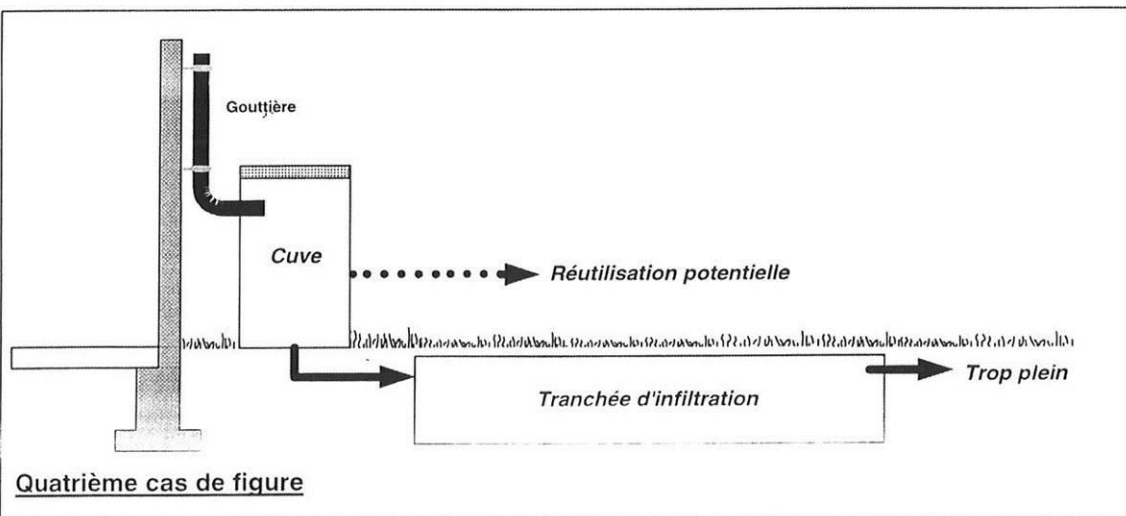 Gouttière
Cuve
Réutilisation potentielle
Trop plein
Tranchée d'infiltration
Quatrième cas de figure